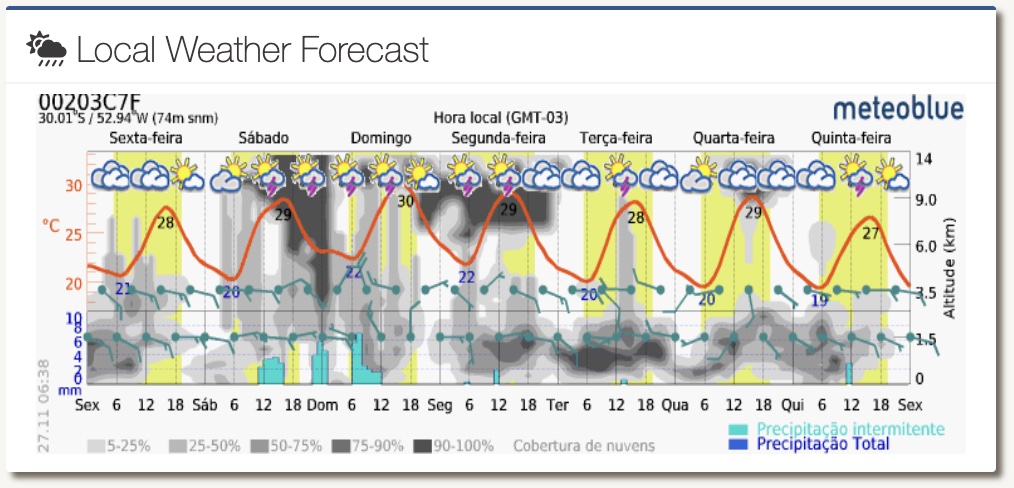 Local Weather Forecast
00203C7F
30.01°S / 52.94°W (74m snm)
Hora local (GMT-03)
meteoblue
Sexta-feira Sábado Domingo Segunda-feira Terça-feira Quarta-feira Quinta-feira
°C
30
25
20
10
8
6
4
2
0
mm
28 29 30 29 28 29 27
21 20 22 22 20 20 19
14
9.0
6.0
3.5
1.5
0
Altitude (km)
Sex 6 12 18 Sáb 6 12 18 Dom 6 12 18 Seg 6 12 18 Ter 6 12 18 Qua 6 12 18 Qui 6 12 18 Sex
27.11 06:38
5-25% 25-50% 50-75% 75-90% 90-100% Cobertura de nuvens
Precipitação intermitente
Precipitação Total